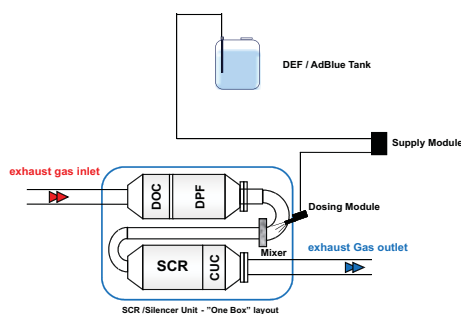 DEF / AdBlue Tank
Supply Module
exhaust gas inlet
DOC
DPF
Dosing Module
Mixer
exhaust Gas outlet
SCR
CUC
SCR /Silencer Unit - "One Box" layout